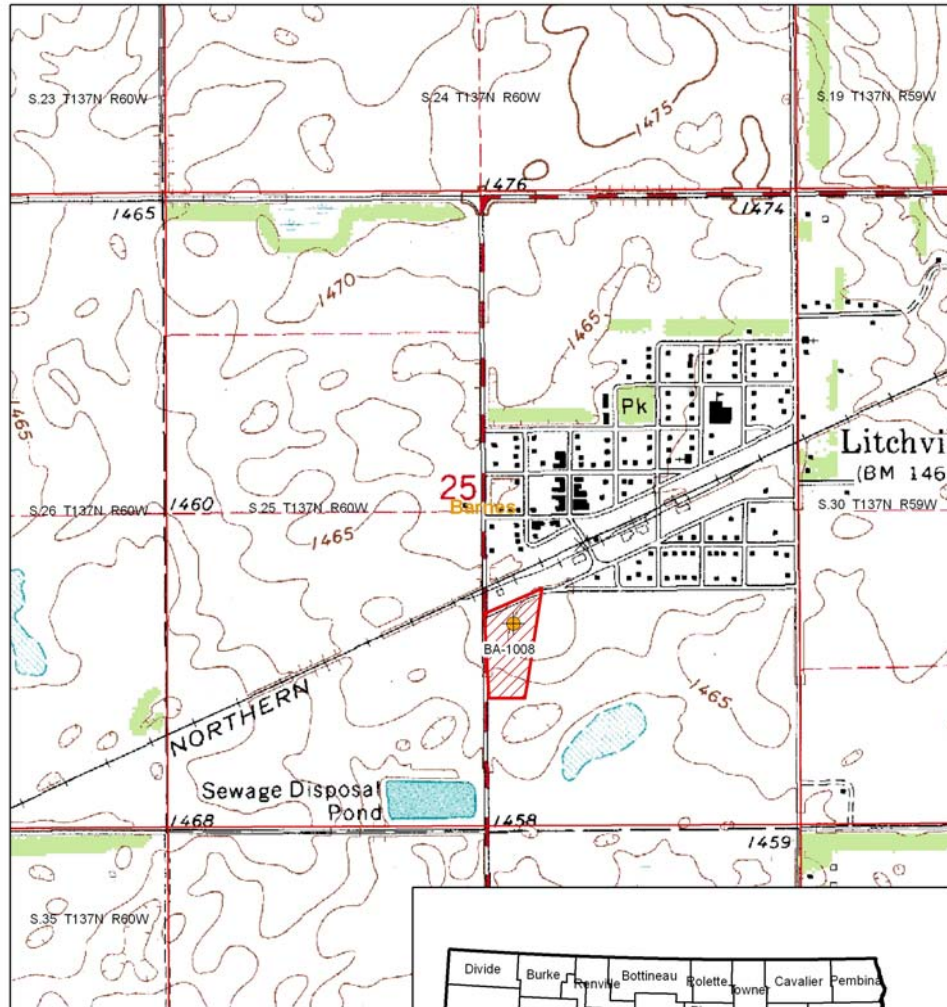 S.23 T137N R60W
S.24 T137N R60W
S.19 T137N R59W
1475
1476
1465
1474
1470
1465
1465
Pk
Litchvi
(BM 146
25
1460
S.26 T137N R60W
S.25 T137N R60W
Barnes
S.30 T137N R59W
1465
BA-1008
1465
NORTHERN
Sewage Disposal
Pond
1468
1458
1459
S.35 T137N R60W
Divide
Burke
Renville
Bottineau
Rolette
Towner
Cavalier
Pembina